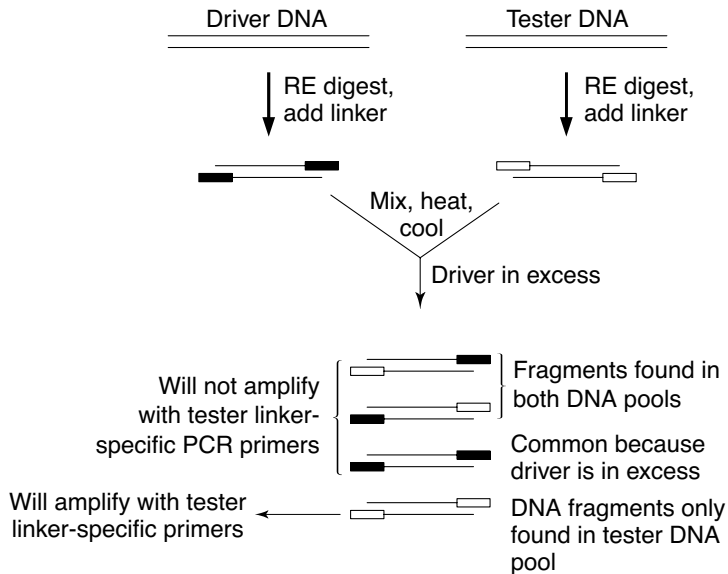 Driver DNA
Tester DNA
RE digest,
add linker
RE digest,
add linker
Mix, heat,
cool
Driver in excess
Will not amplify
with tester linker-
specific PCR primers
Fragments found in
both DNA pools
Common because
driver is in excess
Will amplify with tester
linker-specific primers
DNA fragments only
found in tester DNA
pool